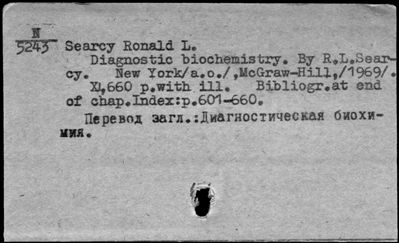 N
5243
Searcy Ronald L.
Diagnostic biochemistry. By R.L.Sear-
cy. New York/a.o./,McGraw-Hill,/1969/.
XI,660 p.with ill. Bibliogr.at end
of chap.Index:p.601-660.
Перевод загл.:Диагностическая биохи-
мия.